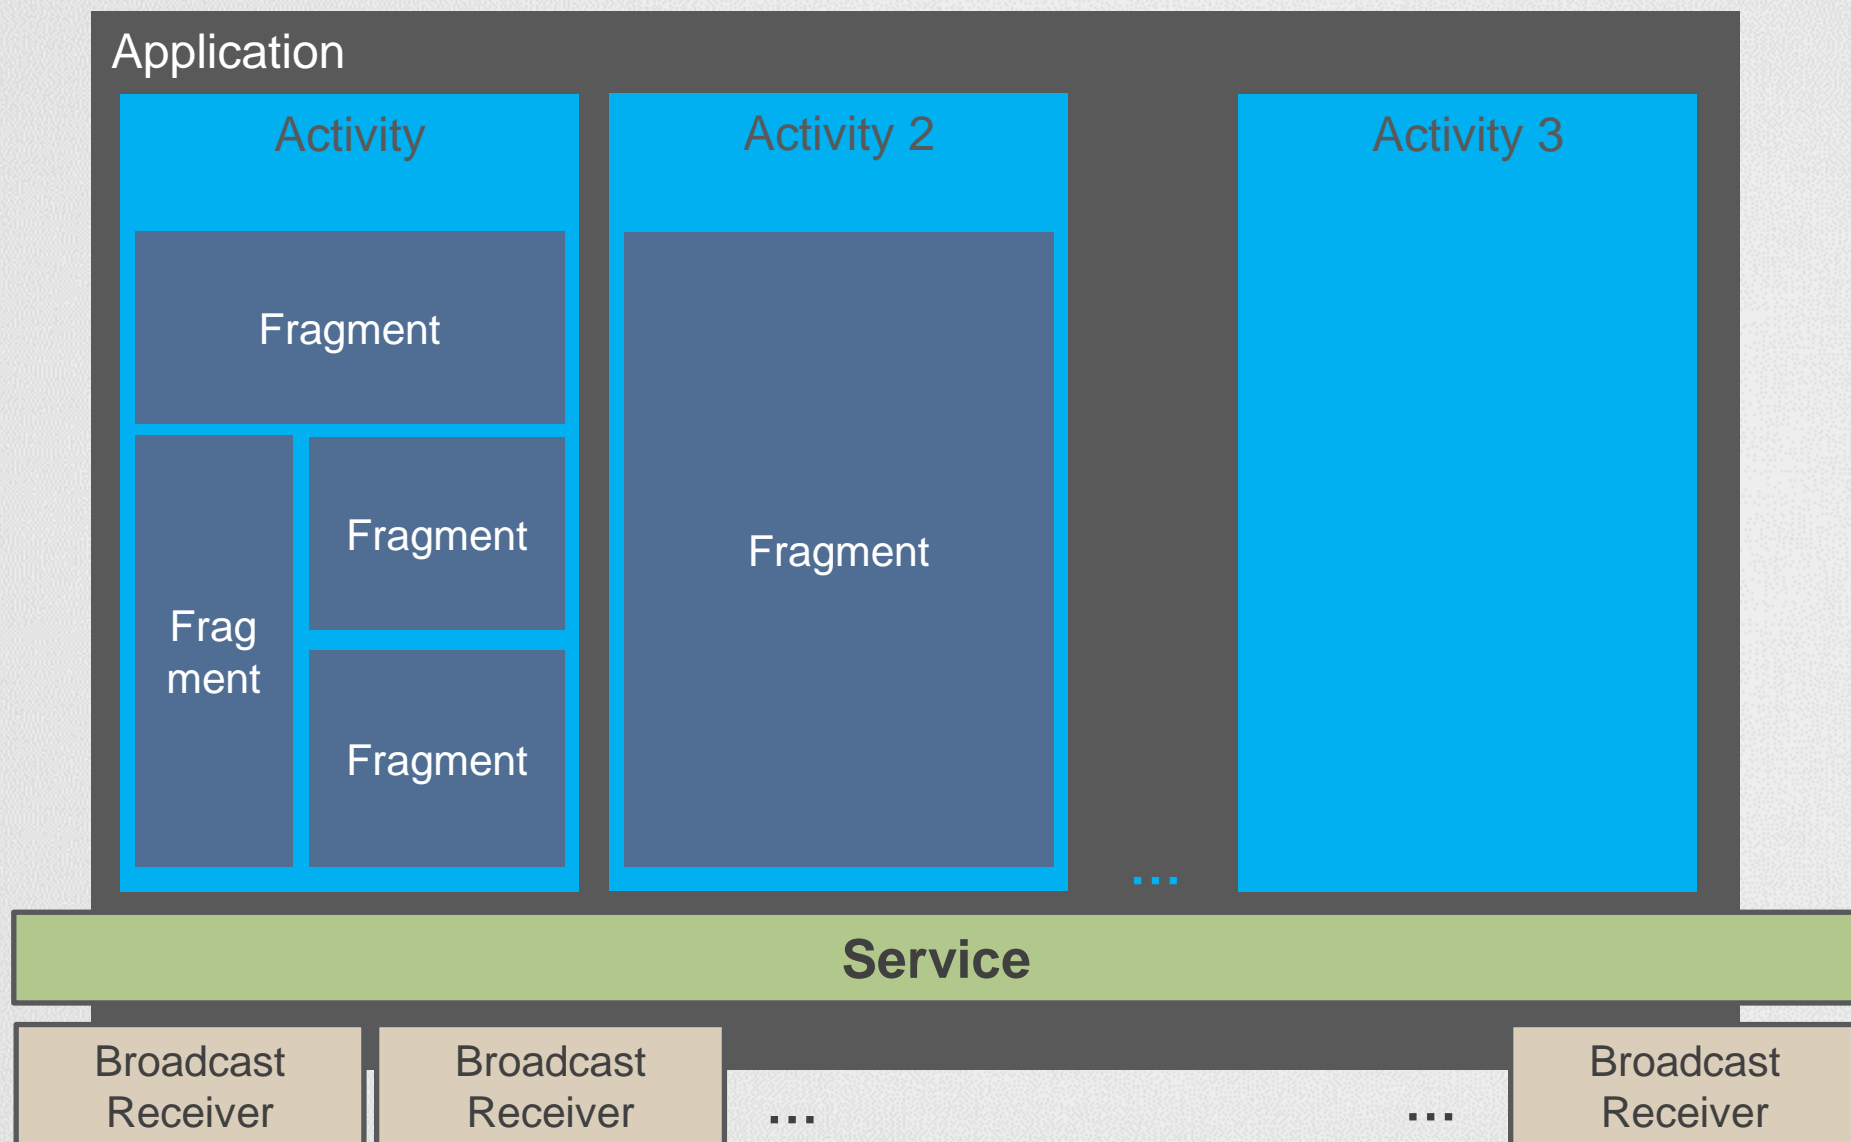 Application
Activity
Activity 2
Activity 3
Fragment
Fragment
Frag
ment
Fragment
Fragment
...
Service
Broadcast
Receiver
Broadcast
Receiver
...
...
Broadcast
Receiver